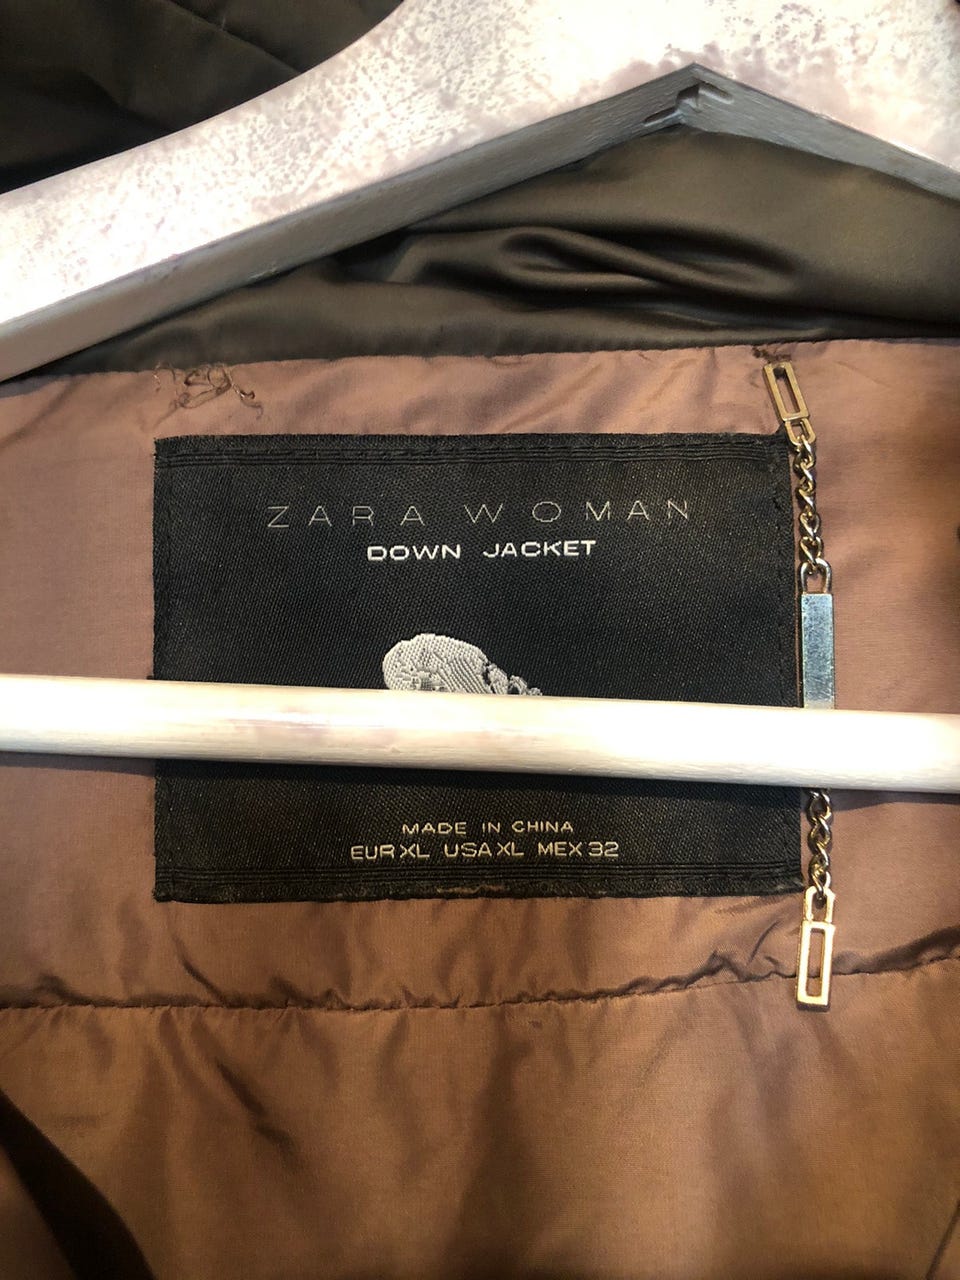 ZARA WOMAN
DOWN JACKET
MADE IN CHINA
EUR XL USA XL MEX 32